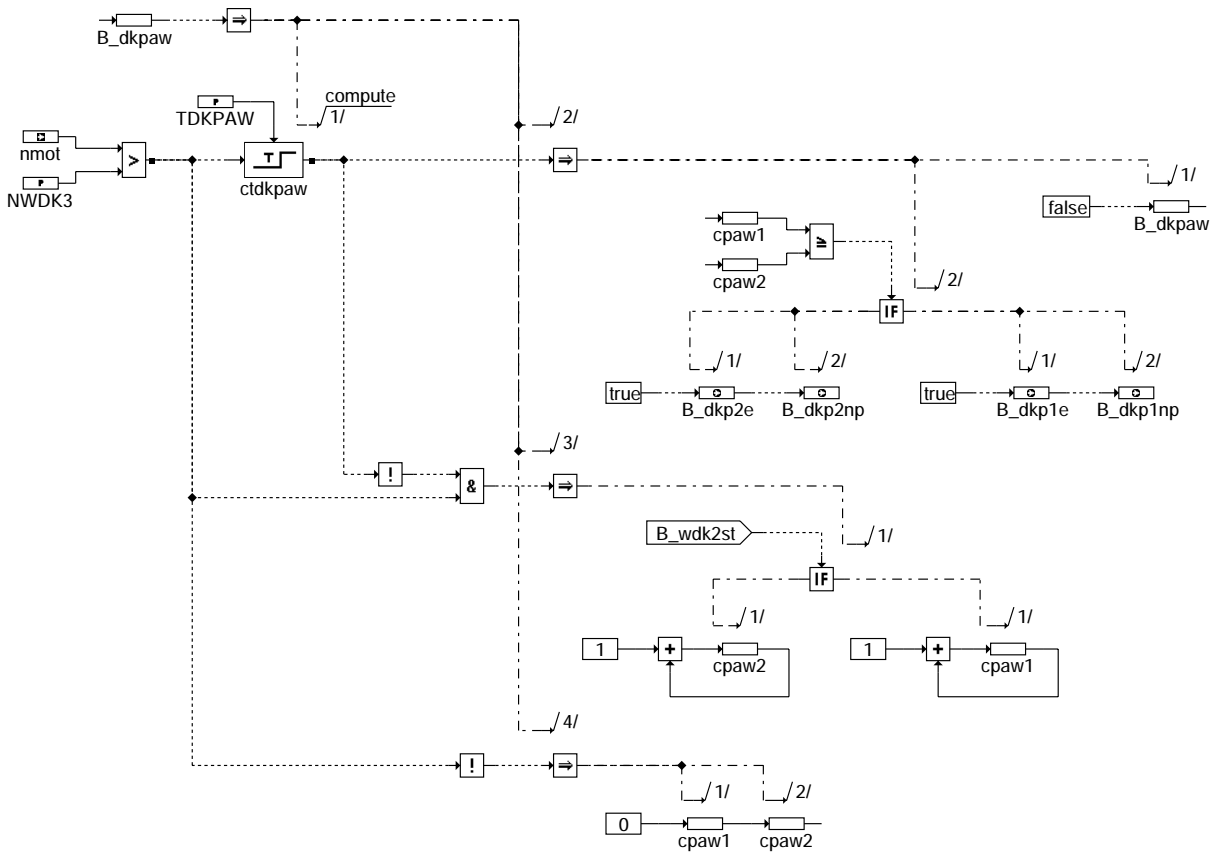 B_dkpaw
⇒
compute
1/
P
TDKPAW
2/
nmot
>
T
⇒
1/
P
NWDK3
ctdkpaw
false
B_dkpaw
cpaw1
≥
cpaw2
2/
IF
1/
2/
1/
2/
true
true
B_dkp2e
B_dkp2np
B_dkp1e
B_dkp1np
3/
!
&
⇒
B_wdk2st
1/
IF
1/
1/
1
+
cpaw2
1
+
cpaw1
4/
!
⇒
1/
2/
0
cpaw1
cpaw2